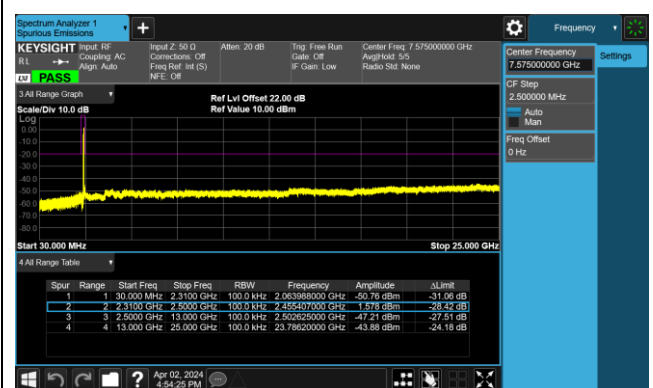 Spectrum Analyzer 1
Spurious Emissions
Frequency
KEYSIGHT Input: RF Input Z: 50 Ω Atten: 20 dB Trig: Free Run Center Freq: 7.575000000 GHz
RL Coupling: AC Corrections: Off Gate: Off Avg|Hold: 5/5
Align: Auto Freq Ref: Int (S) IF Gain: Low Radio Std: None
LXI PASS NFE: Off
Center Frequency
7.575000000 GHz
Settings
CF Step
2.500000 MHz
Auto
Man
Freq Offset
0 Hz
3 All Range Graph
Ref Lvl Offset 22.00 dB
Scale/Div 10.0 dB Ref Value 10.00 dBm
Log
0.00
-10.0
-20.0
-30.0
-40.0
-50.0
-60.0
-70.0
-80.0
Start 30.000 MHz Stop 25.000 GHz
4 All Range Table
Spur Range Start Freq Stop Freq RBW Frequency Amplitude ΔLimit
1 1 30.000 MHz 2.3100 GHz 100.0 kHz 2.063988000 GHz -50.76 dBm -31.06 dB
2 2 2.3100 GHz 2.5000 GHz 100.0 kHz 2.455407000 GHz 1.578 dBm -28.42 dB
3 3 2.5000 GHz 13.000 GHz 100.0 kHz 2.502625000 GHz -47.21 dBm -27.51 dB
4 4 13.000 GHz 25.000 GHz 100.0 kHz 23.78620000 GHz -43.88 dBm -24.18 dB
? Apr 02, 2024
4:54:25 PM